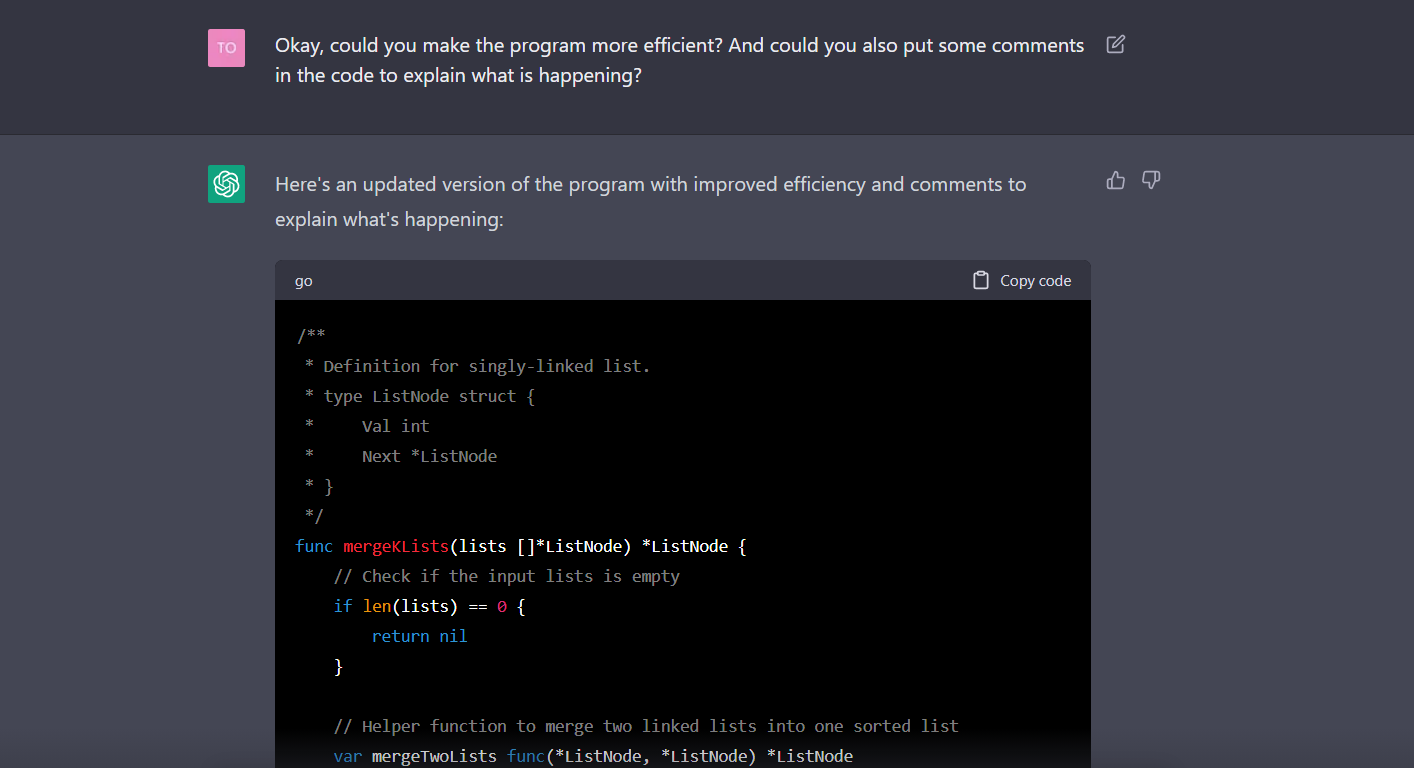 TO
Okay, could you make the program more efficient? And could you also put some comments
in the code to explain what is happening?
Here's an updated version of the program with improved efficiency and comments to
explain what's happening:
go
Copy code
/**
 * Definition for singly-linked list.
 * type ListNode struct {
 *     Val int
 *     Next *ListNode
 * }
 */
func mergeKLists(lists []*ListNode) *ListNode {
    // Check if the input lists is empty
    if len(lists) == 0 {
        return nil
    }
    // Helper function to merge two linked lists into one sorted list
    var mergeTwoLists func(*ListNode, *ListNode) *ListNode